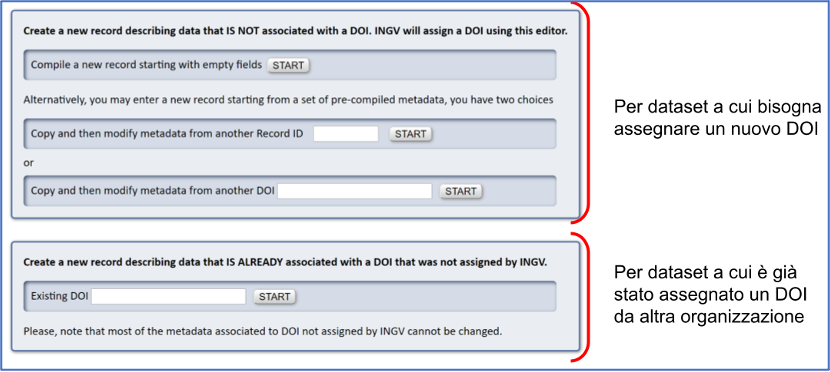 Create a new record describing data that IS NOT associated with a DOI. INGV will assign a DOI using this editor.
Compile a new record starting with empty fields START
Alternatively, you may enter a new record starting from a set of pre-compiled metadata, you have two choices
Copy and then modify metadata from another Record ID START
or
Copy and then modify metadata from another DOI START
Per dataset a cui bisogna
assegnare un nuovo DOI
Create a new record describing data that IS ALREADY associated with a DOI that was not assigned by INGV.
Existing DOI START
Please, note that most of the metadata associated to DOI not assigned by INGV cannot be changed.
Per dataset a cui è già
stato assegnato un DOI
da altra organizzazione